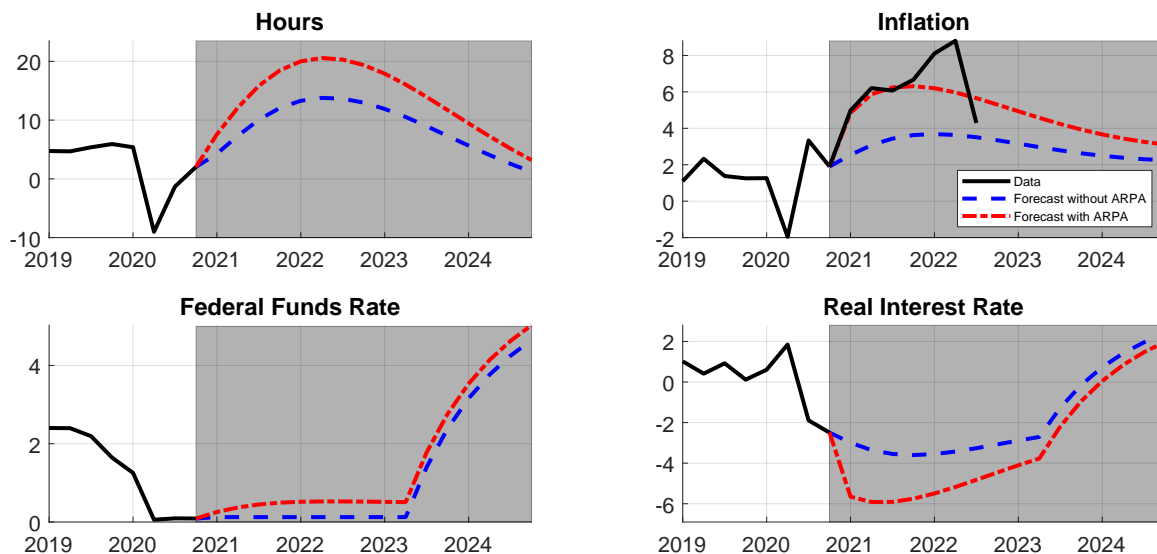 Hours
20
10
0
-10
2019 2020 2021 2022 2023 2024
Inflation
8
6
4
2
0
-2
2019 2020 2021 2022 2023 2024
Data
Forecast without ARPA
Forecast with ARPA
Federal Funds Rate
4
2
0
2019 2020 2021 2022 2023 2024
Real Interest Rate
2
0
-2
-4
-6
2019 2020 2021 2022 2023 2024